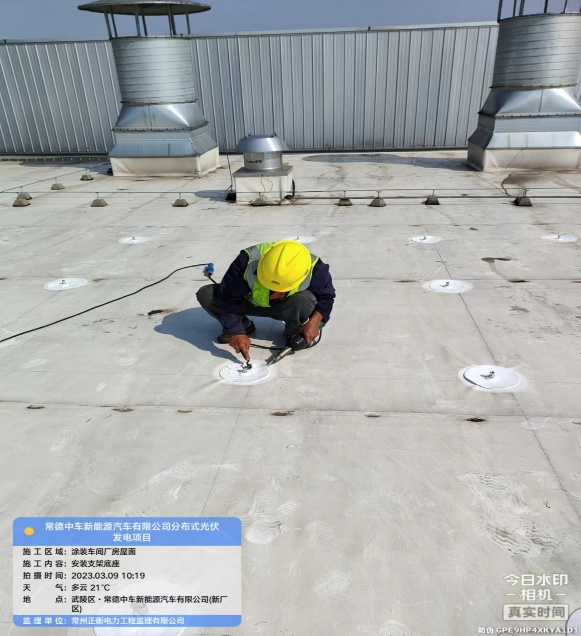 常德中车新能源汽车有限公司分布式光伏
发电项目
施工区域：涂装车间厂房屋面
施工内容：安装支架底座
拍摄时间：2023.03.09 10:19
天　　气：多云 21℃
地　　点：武陵区·常德中车新能源汽车有限公司(新厂
区)
监理单位：常州正衡电力工程监理有限公司
今日水印
相机
真实时间
防伪 GPE9HP4XKYA1D1